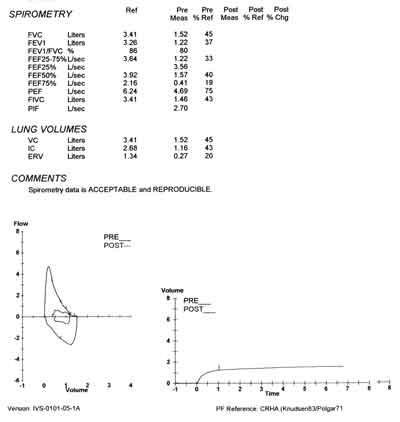 SPIROMETRY Ref Pre Pre Post Post Post
Meas % Ref Meas % Ref % Chg
FVC Liters 3.41 1.52 45
FEV1 Liters 3.26 1.22 37
FEV1/FVC % 86 80
FEF25-75% L/sec 3.64 1.22 33
FEF25% L/sec 3.56
FEF50% L/sec 3.92 1.57 40
FEF75% L/sec 2.16 0.41 19
PEF L/sec 6.24 4.69 75
FIVC Liters 3.41 1.46 43
PIF L/sec 2.70
LUNG VOLUMES
VC Liters 3.41 1.52 45
IC Liters 2.68 1.16 43
ERV Liters 1.34 0.27 20
COMMENTS
Spirometry data is ACCEPTABLE and REPRODUCIBLE.
Flow
8
PRE___
POST---
6
4
2
0
-2
-4
-6
-1 0 1 2 3 4
Volume
Volume
8
PRE___
POST___
6
4
2
0
0 1 2 3 4 5 6 7 8
Time
Version: IVS-0101-05-1A PF Reference: CRHA (Knudsen83/Polgar71